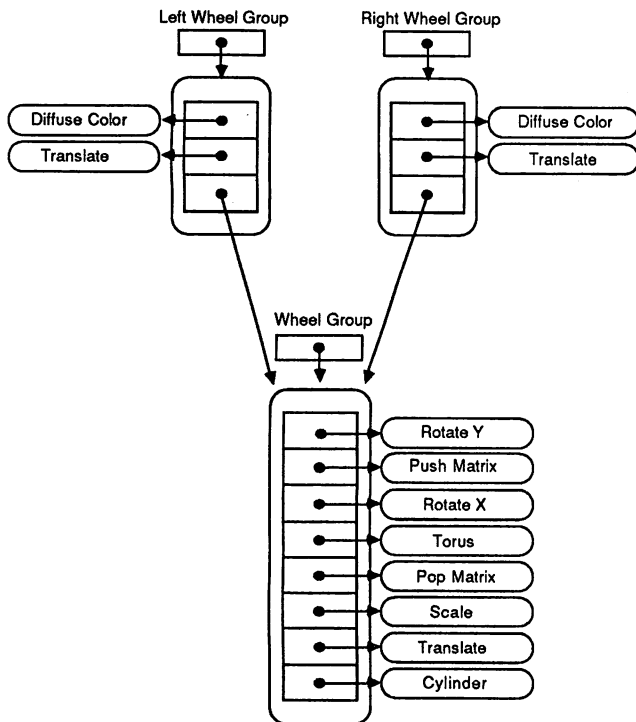 Left Wheel Group
Right Wheel Group
Diffuse Color
Diffuse Color
Translate
Translate
Wheel Group
Rotate Y
Push Matrix
Rotate X
Torus
Pop Matrix
Scale
Translate
Cylinder